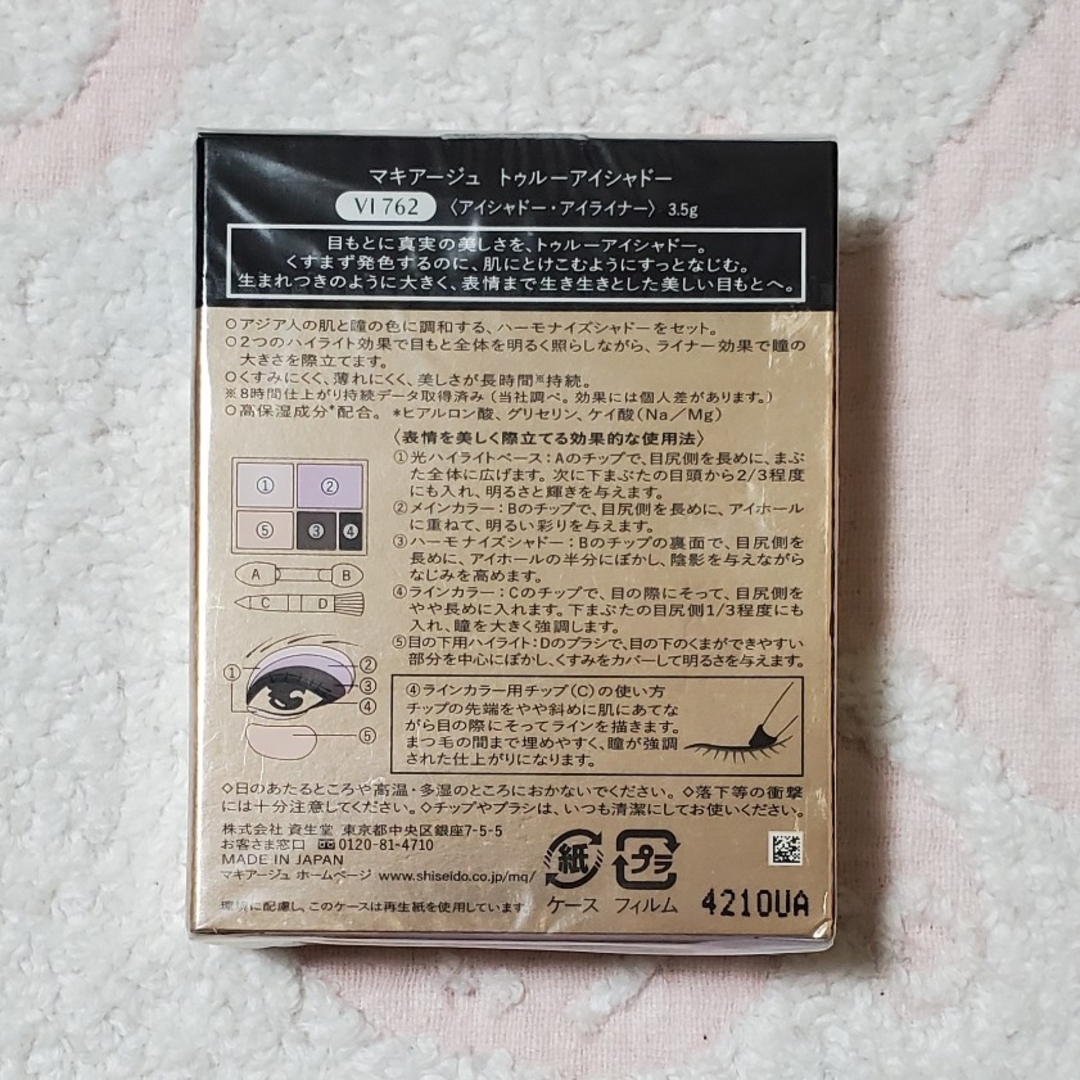 マキアージュ トゥルーアイシャドー
VI 762 〈アイシャドー・アイライナー〉 3.5g
目もとに真実の美しさを、トゥルーアイシャドー。
くすまず発色するのに、肌にとけこむようにすっとなじむ。
生まれつきのように大きく、表情まで生き生きとした美しい目もとへ。
○アジア人の肌と瞳の色に調和する、ハーモナイズシャドーをセット。
○2つのハイライト効果で目もと全体を明るく照らしながら、ライナー効果で瞳の
大きさを際立てます。
○くすみにくく、薄れにくく、美しさが長時間※持続。
※8時間仕上がり持続データ取得済み（当社調べ。効果には個人差があります。）
○高保湿成分*配合。 *ヒアルロン酸、グリセリン、ケイ酸（Na／Mg）
〈表情を美しく際立てる効果的な使用法〉
①光ハイライトベース：Aのチップで、目尻側を長めに、まぶ
た全体に広げます。次に下まぶたの目頭から2/3程度
にも入れ、明るさと輝きを与えます。
②メインカラー：Bのチップで、目尻側を長めに、アイホール
に重ねて、明るい彩りを与えます。
③ハーモナイズシャドー：Bのチップの裏面で、目尻側を
長めに、アイホールの半分にぼかし、陰影を与えながら
なじみを高めます。
④ラインカラー：Cのチップで、目の際にそって、目尻側を
やや長めに入れます。下まぶたの目尻側1/3程度にも
入れ、瞳を大きく強調します。
⑤目の下用ハイライト：Dのブラシで、目の下のくまができやすい
部分を中心にぼかし、くすみをカバーして明るさを与えます。
① ②
⑤ ③ ④
A B
C D
① ②
③
④
⑤
④ラインカラー用チップ（C）の使い方
チップの先端をやや斜めに肌にあてな
がら目の際にそってラインを描きます。
まつ毛の間まで埋めやすく、瞳が強調
された仕上がりになります。
◇日のあたるところや高温・多湿のところにおかないでください。◇落下等の衝撃
には十分注意してください。◇チップやブラシは、いつも清潔にしてお使いください。
株式会社 資生堂 東京都中央区銀座7-5-5
お客さま窓口 0120-81-4710
MADE IN JAPAN
マキアージュ ホームページ www.shiseido.co.jp/mq/
環境に配慮し、このケースは再生紙を使用しています。
紙 プラ
ケース フィルム
4210UA